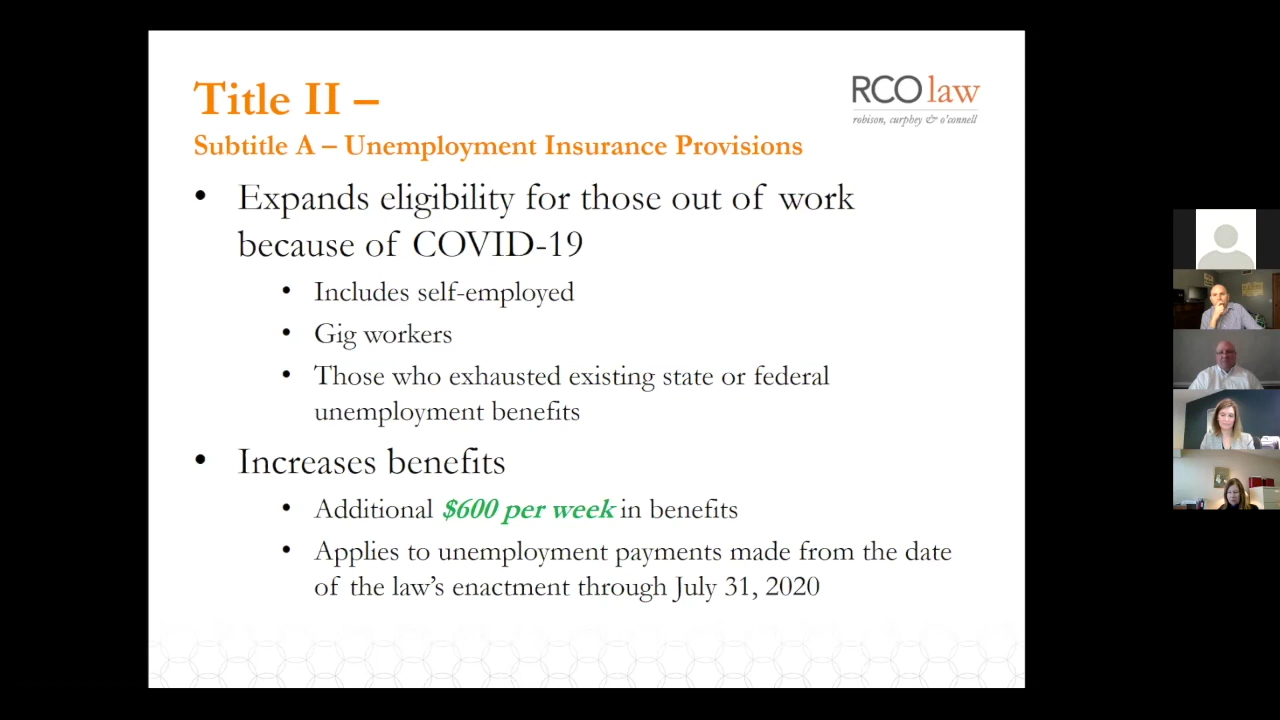 Title II –
RCO law
robison, curphey & o'connell
Subtitle A – Unemployment Insurance Provisions
• Expands eligibility for those out of work
because of COVID-19
• Includes self-employed
• Gig workers
• Those who exhausted existing state or federal
unemployment benefits
• Increases benefits
• Additional $600 per week in benefits
• Applies to unemployment payments made from the date
of the law's enactment through July 31, 2020